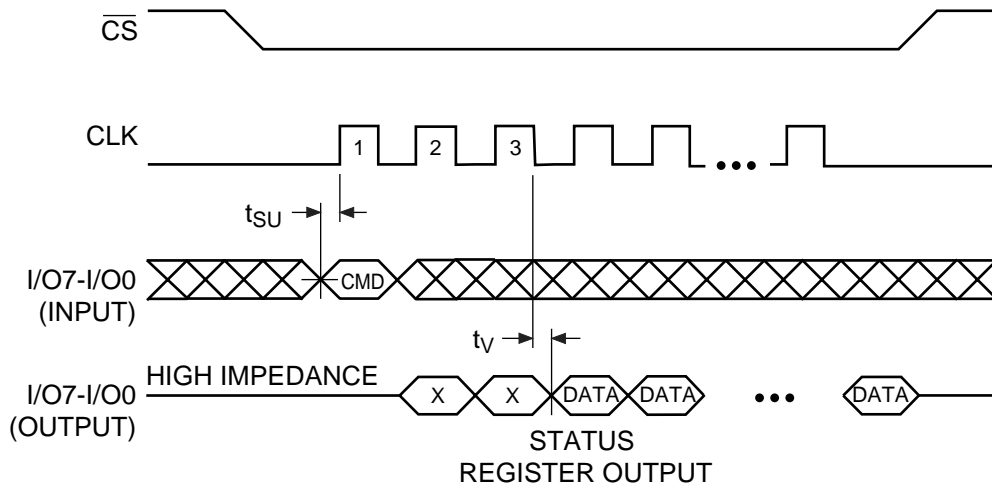 CS
CLK
1 2 3
tSU
I/O7-I/O0
(INPUT)
CMD
tV
HIGH IMPEDANCE
I/O7-I/O0
(OUTPUT)
X X DATA DATA DATA
STATUS
REGISTER OUTPUT